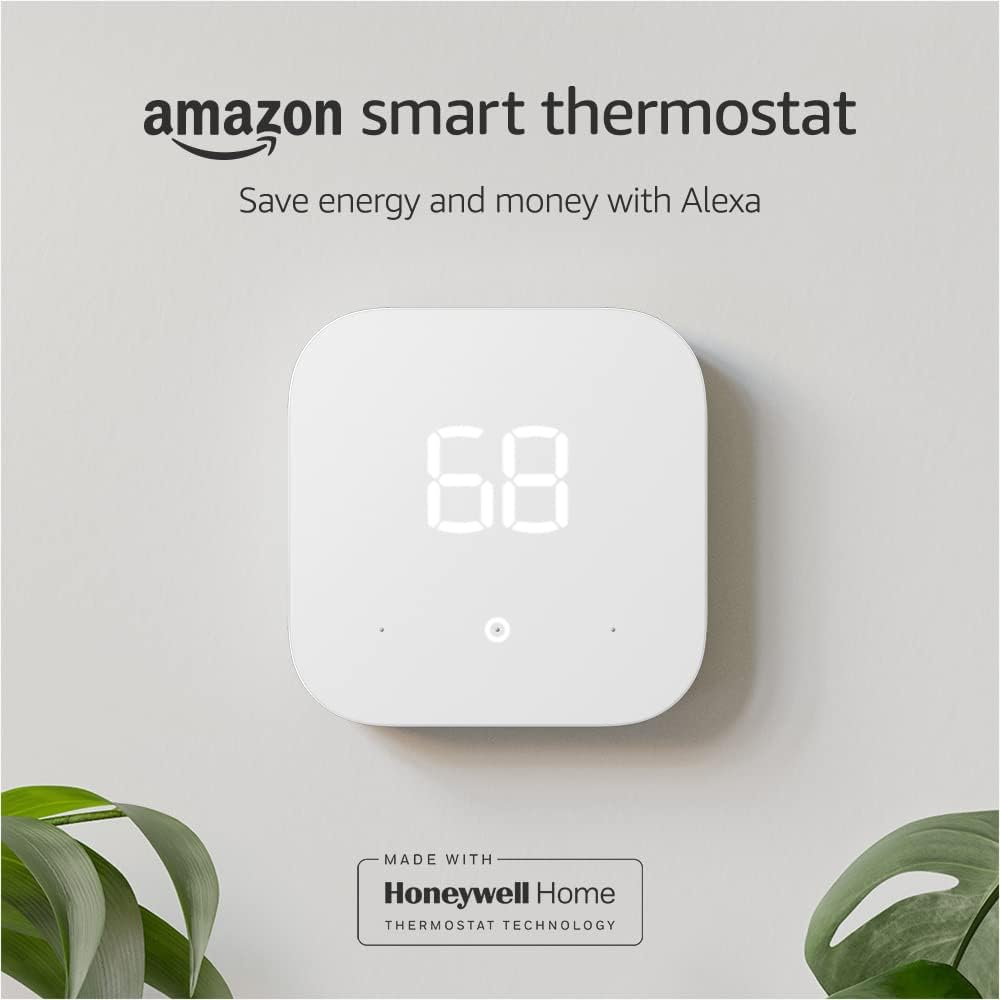 amazon smart thermostat
Save energy and money with Alexa
68
MADE WITH
Honeywell Home
THERMOSTAT TECHNOLOGY